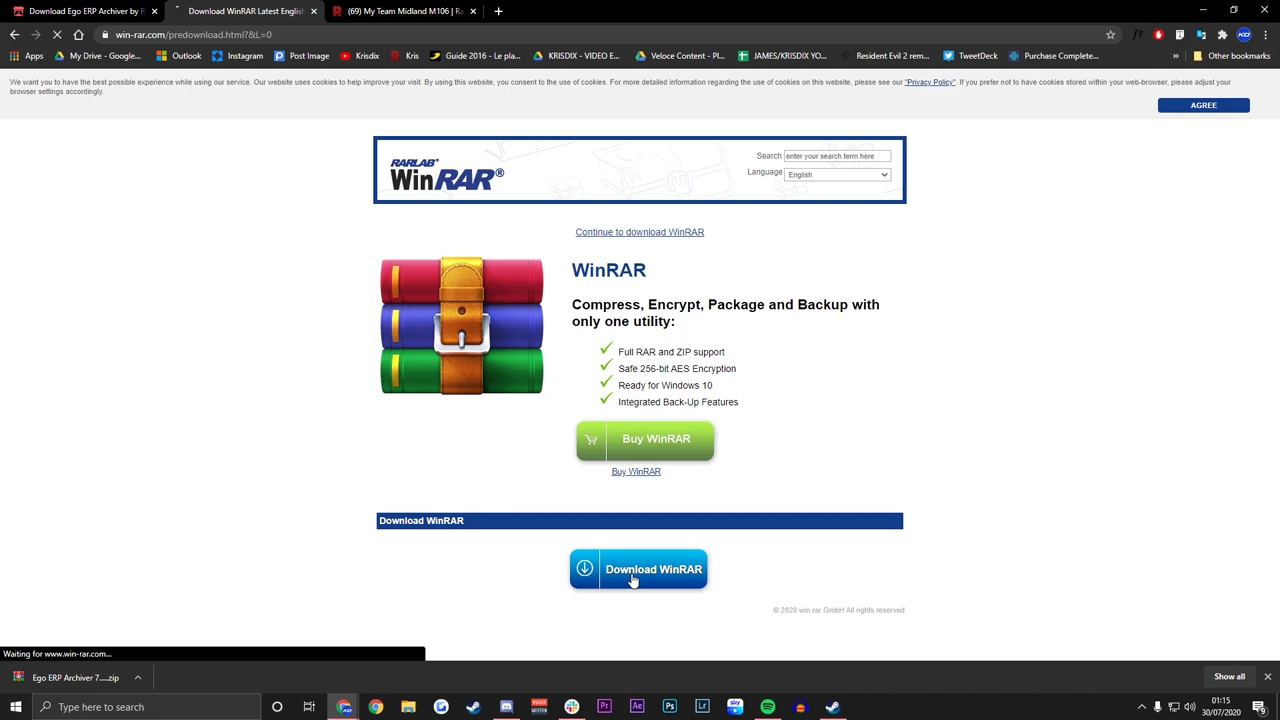 Download Ego ERP Archiver by R
Download WinRAR Latest Englis
(69) My Team Midland M106 | Ra
win-rar.com/predownload.html?&L=0
Apps
Outlook
Instagram
Post Image
Krisdix
Kris
Guide 2016 - Le pla...
KRISDIX - VIDEO E...
Veloce Content - Pl...
JAMES/KRISDIX YO...
Resident Evil 2 rem...
TweetDeck
Purchase Complete...
»
Other bookmarks
We want you to have the best possible experience while using our service. Our website uses cookies to help improve your visit. By using this website, you consent to the use of cookies. For more detailed information regarding the use of cookies on this website, please see our "Privacy Policy". If you prefer not to have cookies stored within your web-browser, please adjust your
browser settings accordingly.
AGREE
RARLAB®
WinRAR®
Search enter your search term here
Language English
Continue to download WinRAR
WinRAR
Compress, Encrypt, Package and Backup with
only one utility:
Full RAR and ZIP support
Safe 256-bit AES Encryption
Ready for Windows 10
Integrated Back-Up Features
Buy WinRAR
Buy WinRAR
Download WinRAR
Download WinRAR
© 2020 win.rar GmbH All rights reserved.
Waiting for www.win-rar.com...
Ego ERP Archiver 7.....zip
Show all
Type here to search
01:15
30/07/2020